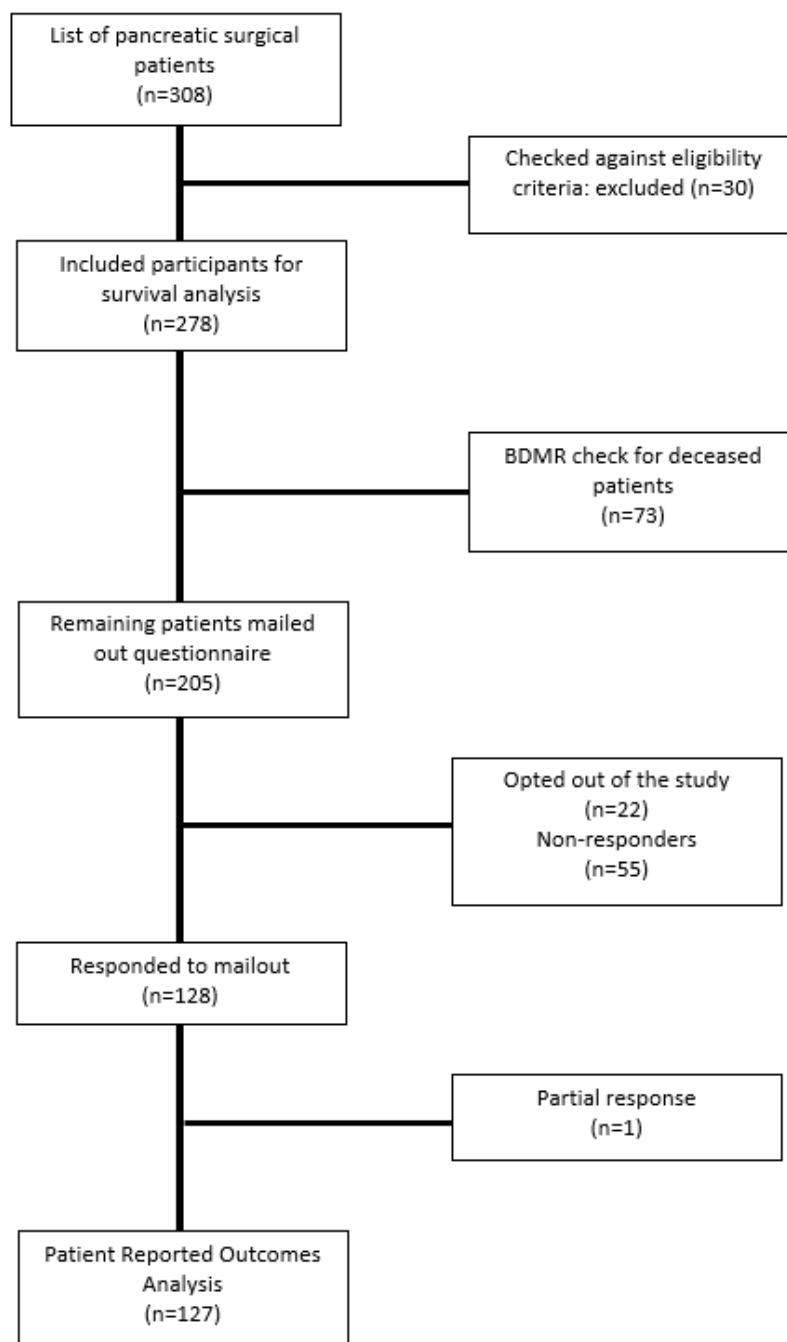 List of pancreatic surgical
patients
(n=308)
Checked against eligibility
criteria: excluded (n=30)
Included participants for
survival analysis
(n=278)
BDMR check for deceased
patients
(n=73)
Remaining patients mailed
out questionnaire
(n=205)
Opted out of the study
(n=22)
Non-responders
(n=55)
Responded to mailout
(n=128)
Partial response
(n=1)
Patient Reported Outcomes
Analysis
(n=127)